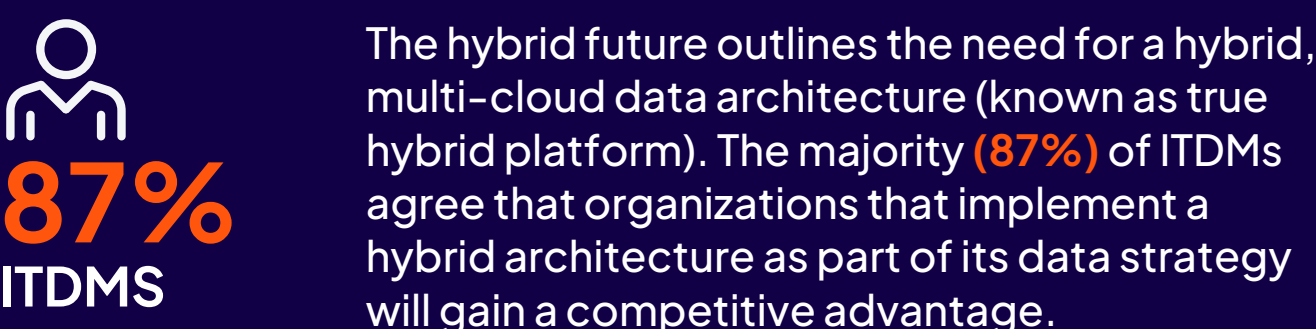 87%
ITDMS
The hybrid future outlines the need for a hybrid,
multi-cloud data architecture (known as true
hybrid platform). The majority (87%) of ITDMs
agree that organizations that implement a
hybrid architecture as part of its data strategy
will gain a competitive advantage.